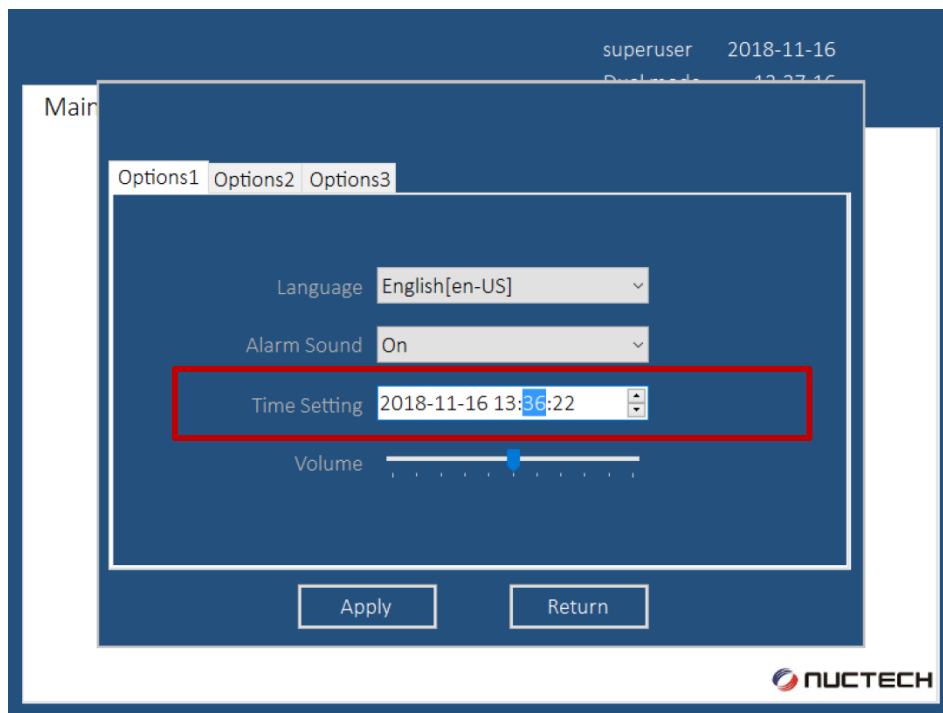 superuser 2018-11-16
Main
Options1 Options2 Options3
Language English[en-US]
Alarm Sound On
Time Setting 2018-11-16 13:36:22
Volume
Apply Return
NUCTECH